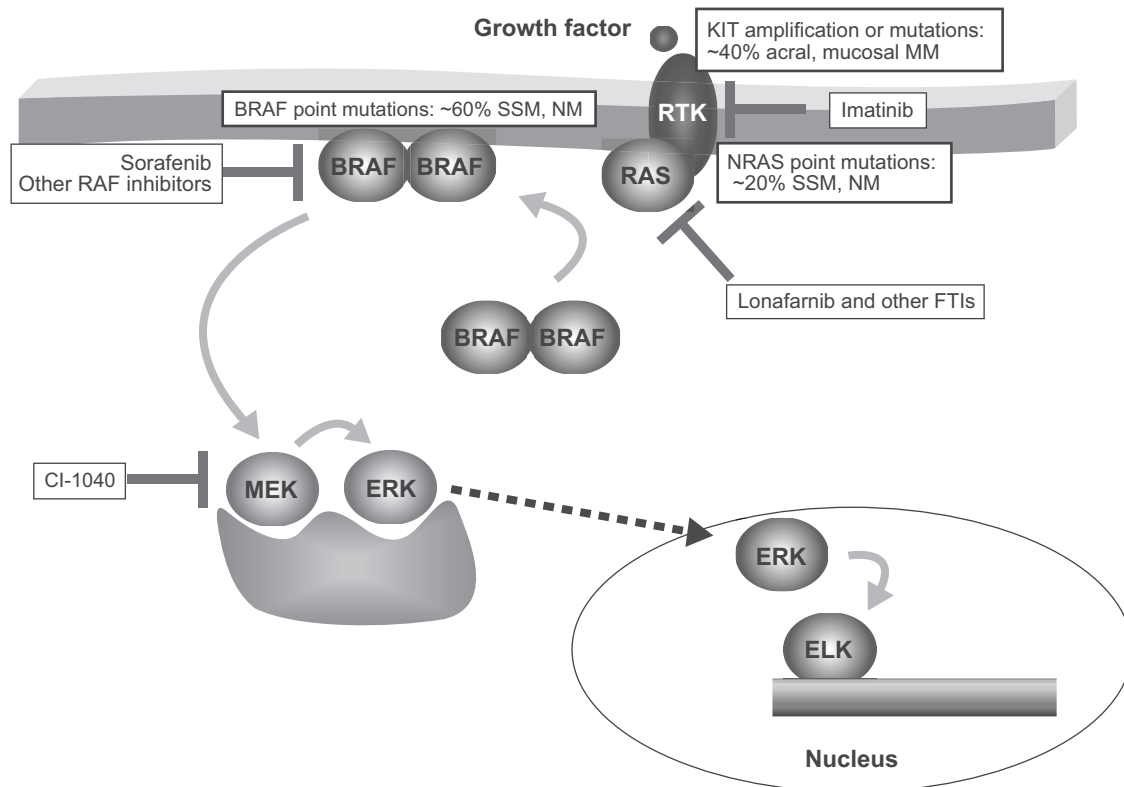 Growth factor
KIT amplification or mutations:
~40% acral, mucosal MM
BRAF point mutations: ~60% SSM, NM
RTK
Imatinib
Sorafenib
Other RAF inhibitors
BRAF
BRAF
RAS
NRAS point mutations:
~20% SSM, NM
Lonafarnib and other FTIs
BRAF
BRAF
CI-1040
MEK
ERK
ERK
ELK
Nucleus